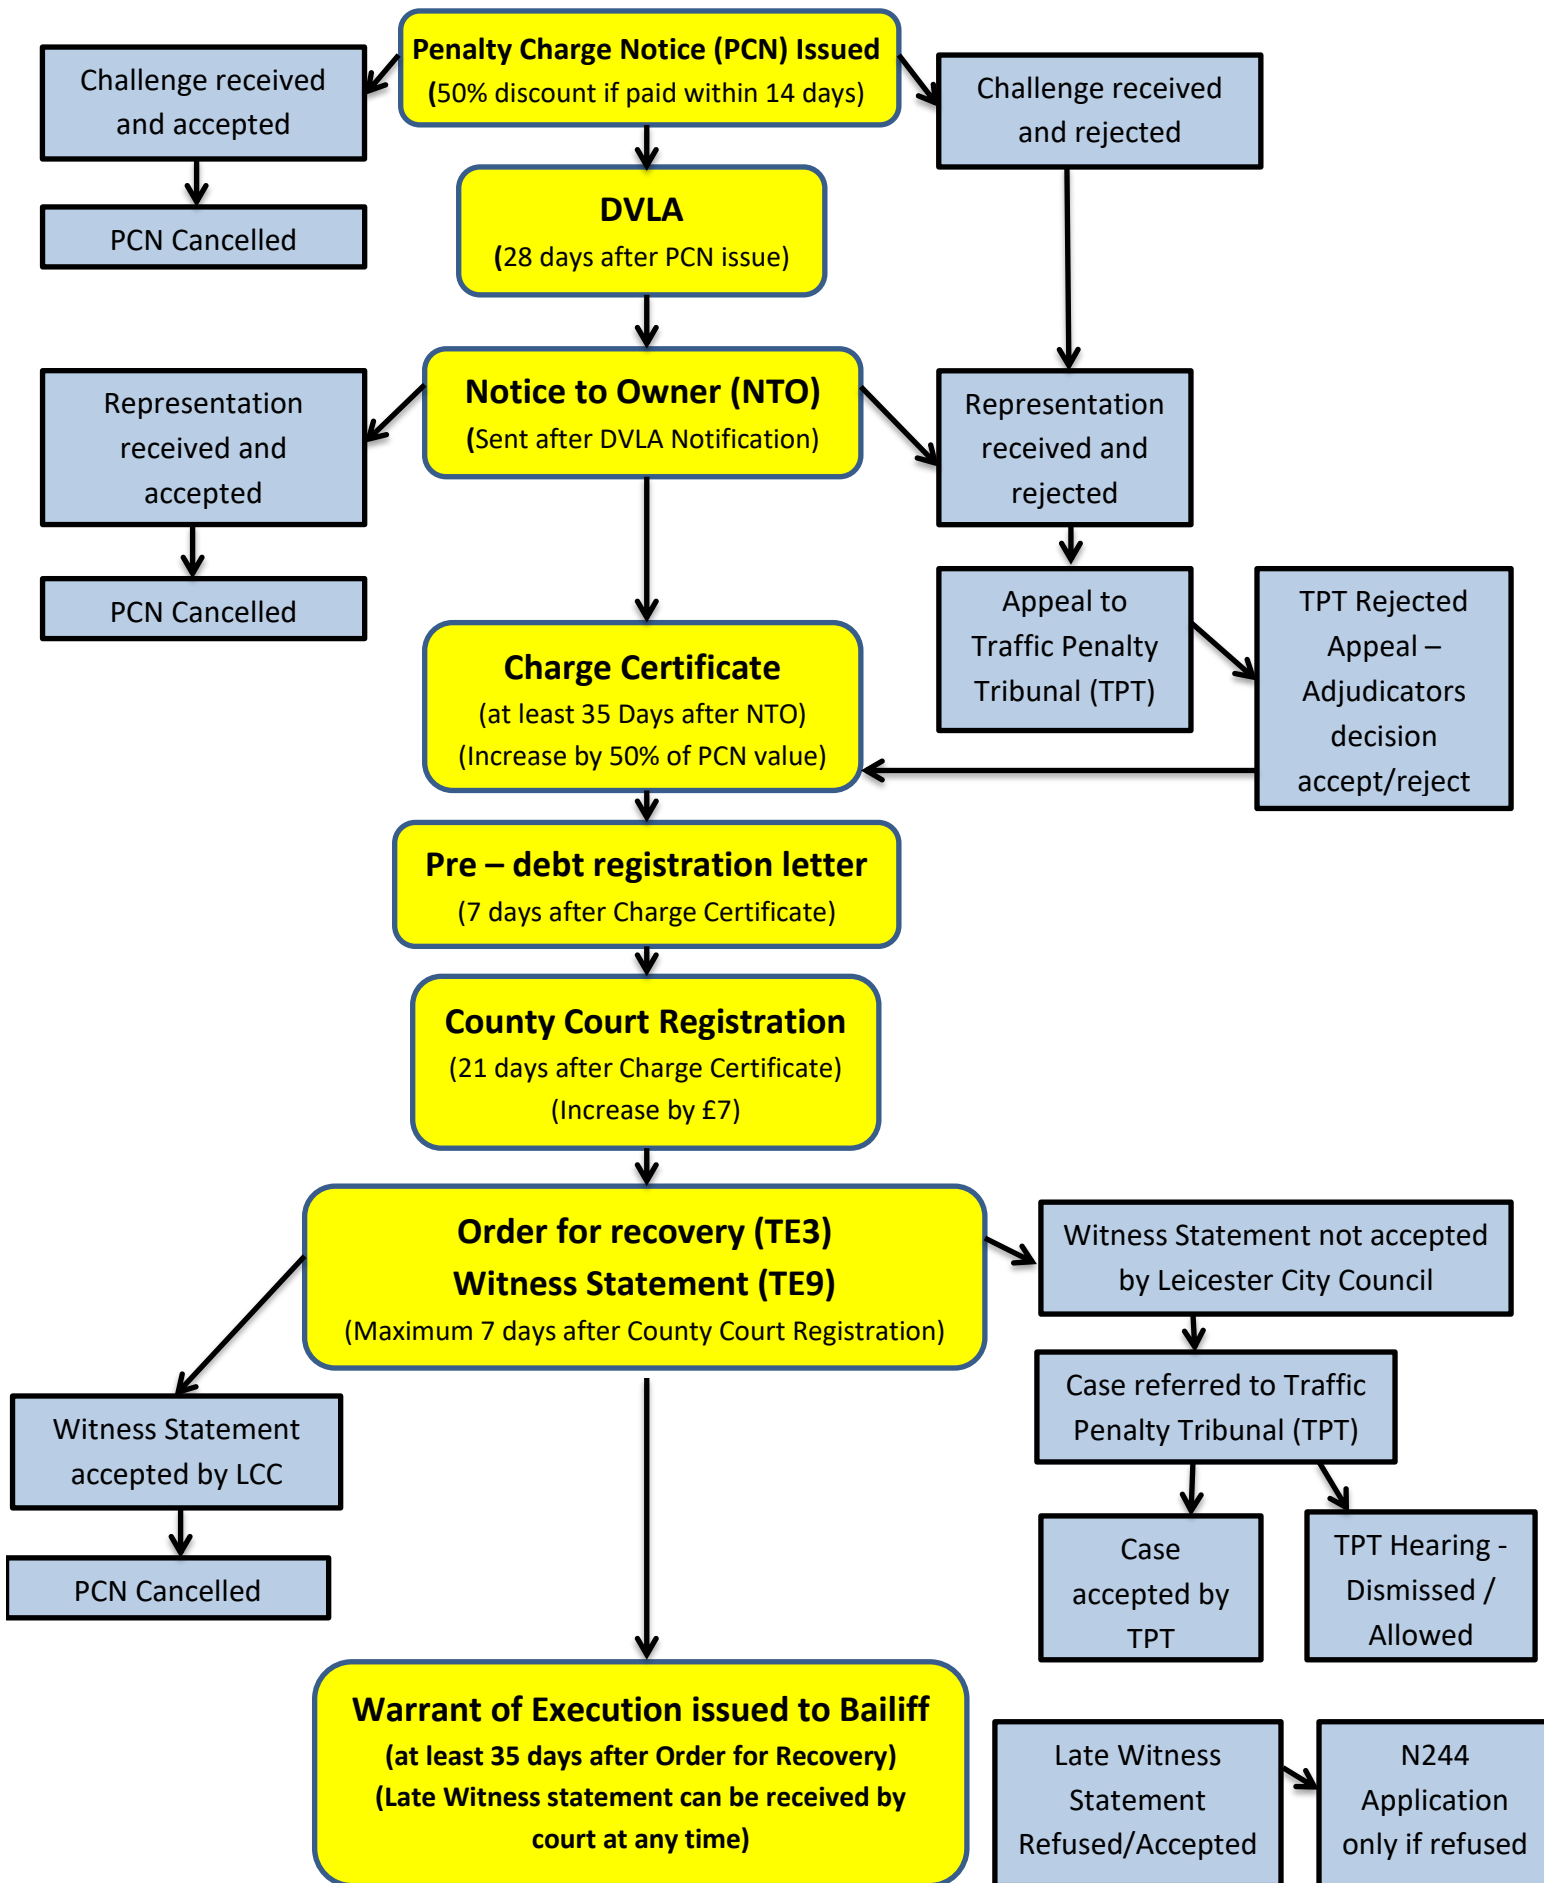 Penalty Charge Notice (PCN) Issued
(50% discount if paid within 14 days)
Challenge received
and accepted
Challenge received
and rejected
PCN Cancelled
DVLA
(28 days after PCN issue)
Notice to Owner (NTO)
(Sent after DVLA Notification)
Representation
received and
accepted
Representation
received and
rejected
PCN Cancelled
Appeal to
Traffic Penalty
Tribunal (TPT)
TPT Rejected
Appeal –
Adjudicators
decision
accept/reject
Charge Certificate
(at least 35 Days after NTO)
(Increase by 50% of PCN value)
Pre – debt registration letter
(7 days after Charge Certificate)
County Court Registration
(21 days after Charge Certificate)
(Increase by £7)
Order for recovery (TE3)
Witness Statement (TE9)
(Maximum 7 days after County Court Registration)
Witness Statement not accepted
by Leicester City Council
Case referred to Traffic
Penalty Tribunal (TPT)
Witness Statement
accepted by LCC
PCN Cancelled
Case
accepted by
TPT
TPT Hearing -
Dismissed /
Allowed
Warrant of Execution issued to Bailiff
(at least 35 days after Order for Recovery)
(Late Witness statement can be received by
court at any time)
Late Witness
Statement
Refused/Accepted
N244
Application
only if refused